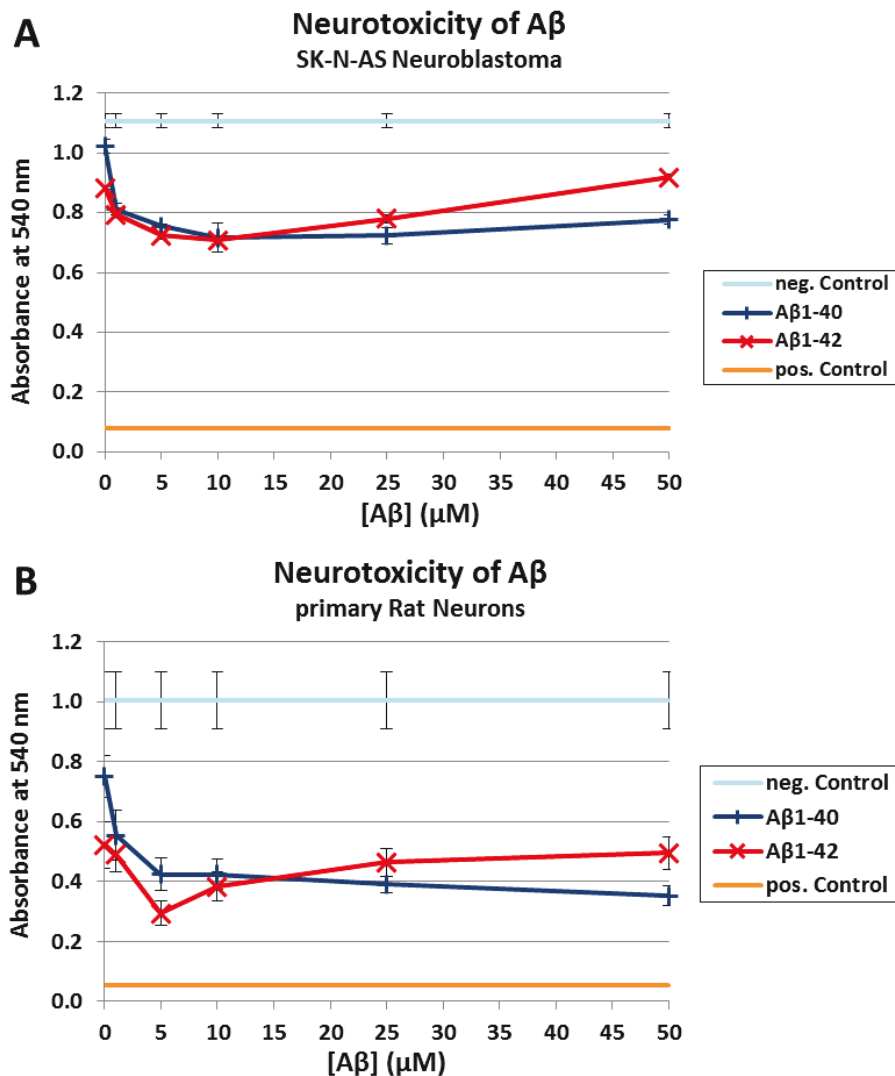 A
Neurotoxicity of Aβ
SK-N-AS Neuroblastoma
Absorbance at 540 nm
1.2
1.0
0.8
0.6
0.4
0.2
0.0
0 5 10 15 20 25 30 35 40 45 50
[Aβ] (µM)
neg. Control
Aβ1-40
Aβ1-42
pos. Control
B
Neurotoxicity of Aβ
primary Rat Neurons
Absorbance at 540 nm
1.2
1.0
0.8
0.6
0.4
0.2
0.0
0 5 10 15 20 25 30 35 40 45 50
[Aβ] (µM)
neg. Control
Aβ1-40
Aβ1-42
pos. Control